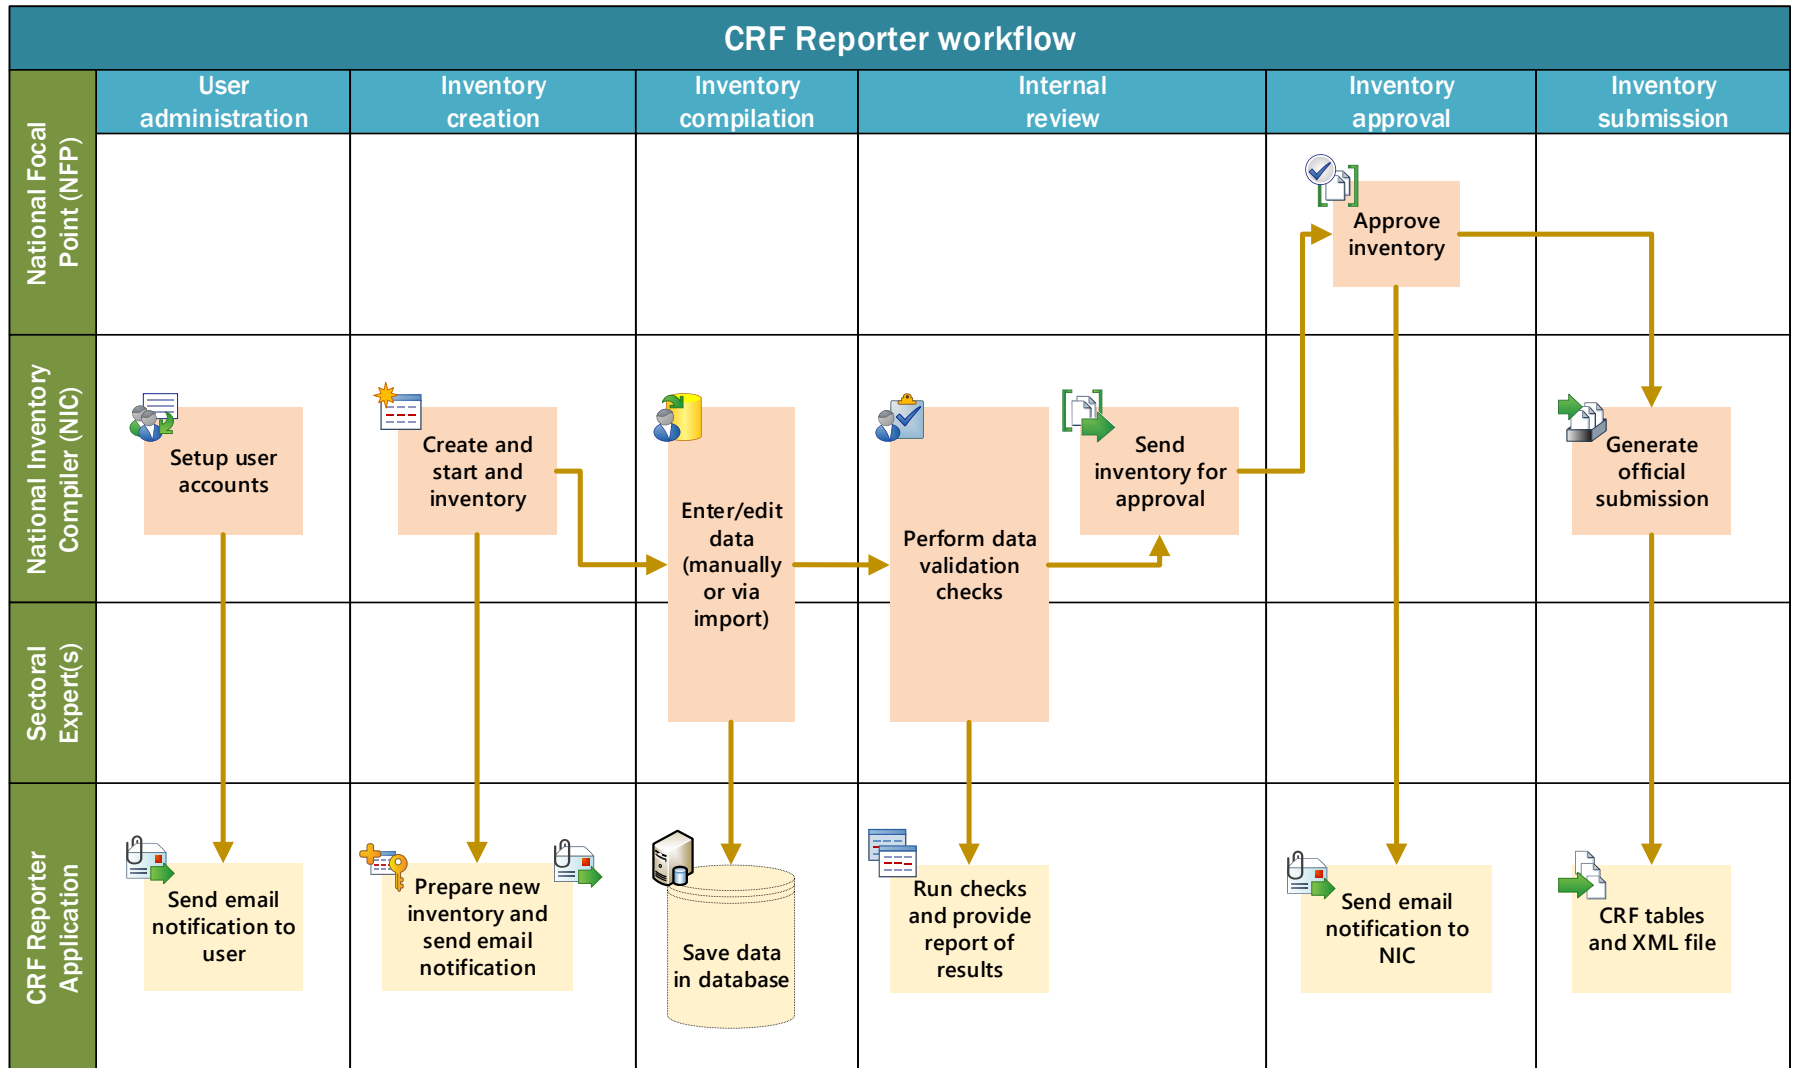 CRF Reporter workflow
User
administration
Inventory
creation
Inventory
compilation
Internal
review
Inventory
approval
Inventory
submission
National Focal
Point (NFP)
Approve
inventory
National Inventory
Compiler (NIC)
Setup user
accounts
Create and
start and
inventory
Enter/edit
data
(manually
or via
import)
Perform data
validation
checks
Send
inventory for
approval
Generate
official
submission
Sectoral
Expert(s)
CRF Reporter
Application
Send email
notification to
user
Prepare new
inventory and
send email
notification
Save data
in database
Run checks
and provide
report of
results
Send email
notification to
NIC
CRF tables
and XML file